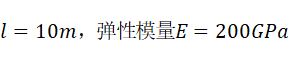 l = 10m，弹性模量E = 200GPa